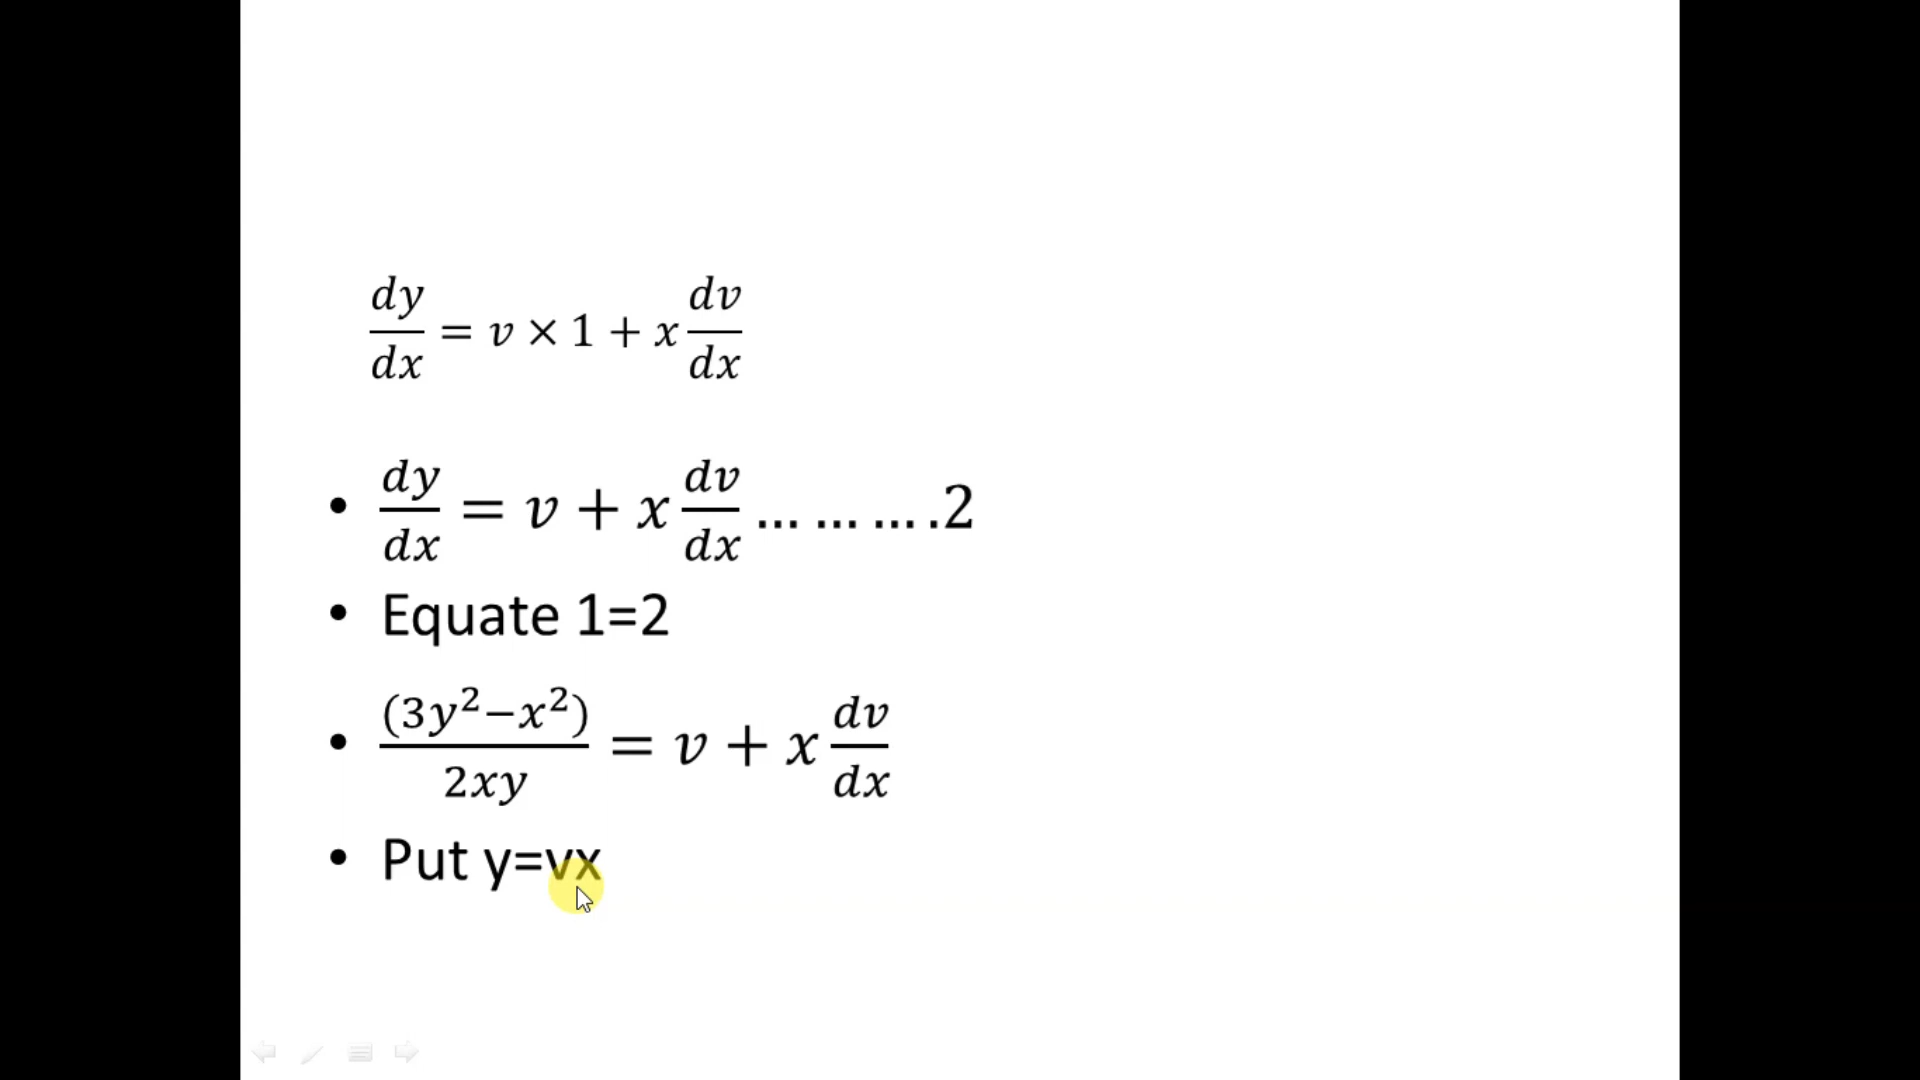 dy/dx = v × 1 + x dv/dx
• dy/dx = v + x dv/dx … … … .2
• Equate 1=2
• (3y²−x²)/2xy = v + x dv/dx
• Put y=vx